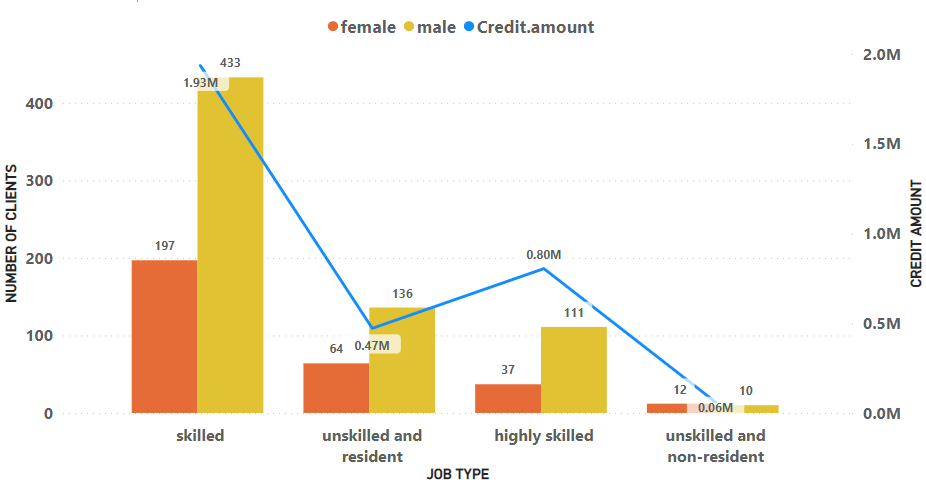 female male Credit.amount
NUMBER OF CLIENTS
400
300
200
100
0
433
1.93M
197
136
64
0.47M
0.80M
111
37
12
10
0.06M
2.0M
1.5M
1.0M
0.5M
0.0M
CREDIT AMOUNT
skilled
unskilled and
resident
highly skilled
unskilled and
non-resident
JOB TYPE